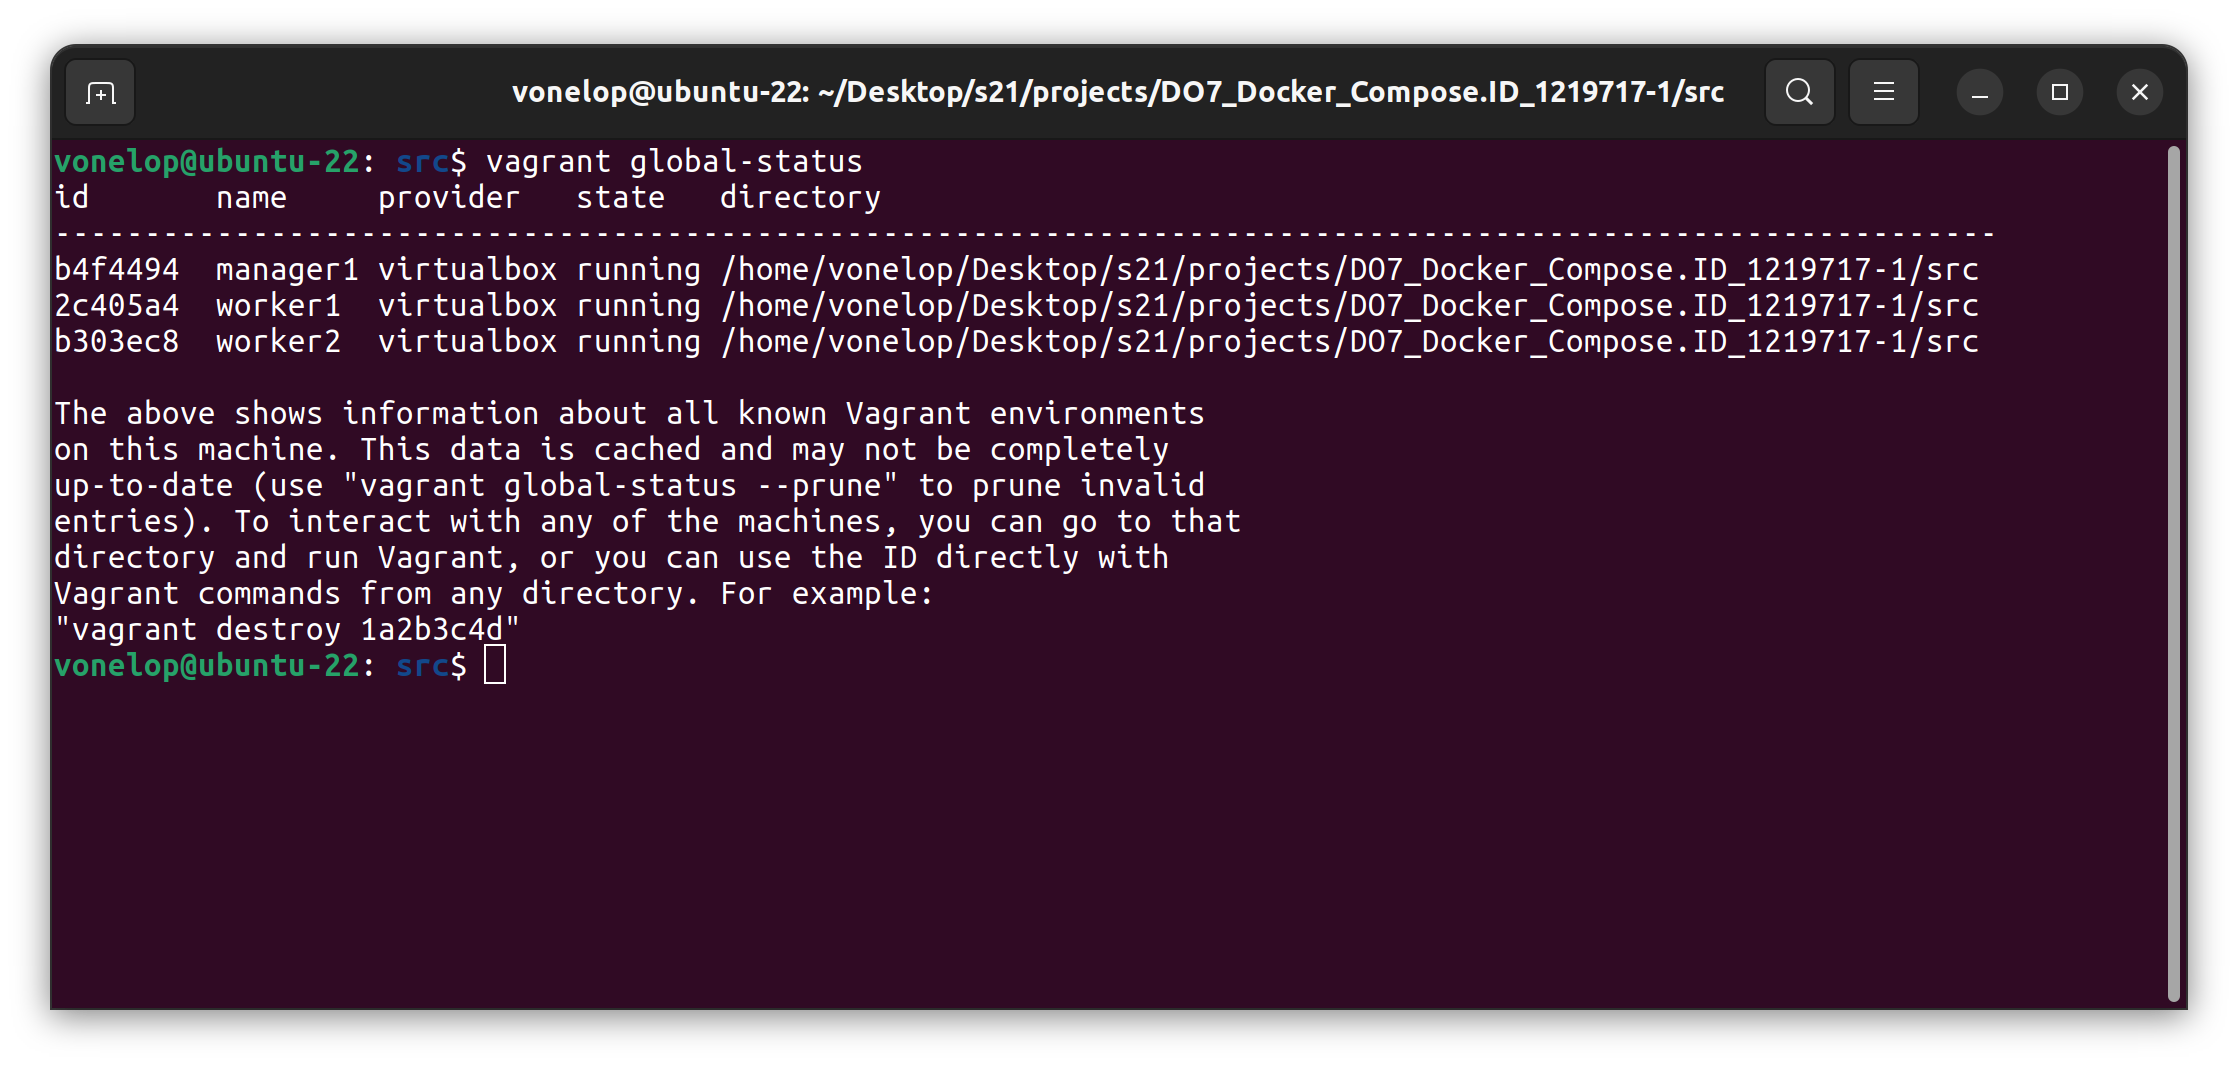 vonelop@ubuntu-22: ~/Desktop/s21/projects/DO7_Docker_Compose.ID_1219717-1/src
vonelop@ubuntu-22: src$ vagrant global-status
id       name     provider   state   directory
------------------------------------------------------------------------------------------------------------
b4f4494  manager1 virtualbox running /home/vonelop/Desktop/s21/projects/DO7_Docker_Compose.ID_1219717-1/src
2c405a4  worker1  virtualbox running /home/vonelop/Desktop/s21/projects/DO7_Docker_Compose.ID_1219717-1/src
b303ec8  worker2  virtualbox running /home/vonelop/Desktop/s21/projects/DO7_Docker_Compose.ID_1219717-1/src
The above shows information about all known Vagrant environments
on this machine. This data is cached and may not be completely
up-to-date (use "vagrant global-status --prune" to prune invalid
entries). To interact with any of the machines, you can go to that
directory and run Vagrant, or you can use the ID directly with
Vagrant commands from any directory. For example:
"vagrant destroy 1a2b3c4d"
vonelop@ubuntu-22: src$